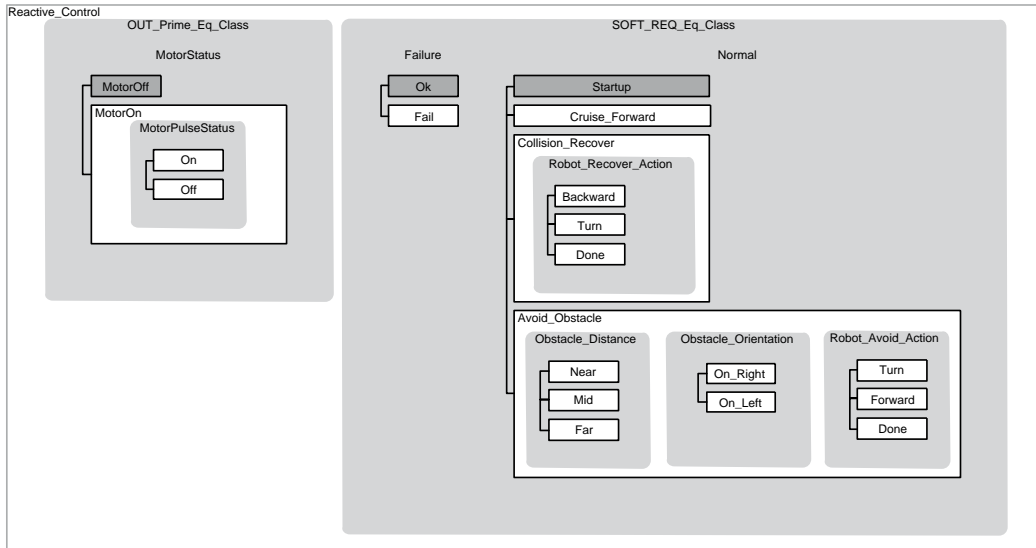 Reactive_Control
OUT_Prime_Eq_Class
MotorStatus
MotorOff
MotorOn
MotorPulseStatus
On
Off
SOFT_REQ_Eq_Class
Failure
Ok
Fail
Normal
Startup
Cruise_Forward
Collision_Recover
Robot_Recover_Action
Backward
Turn
Done
Avoid_Obstacle
Obstacle_Distance
Near
Mid
Far
Obstacle_Orientation
On_Right
On_Left
Robot_Avoid_Action
Turn
Forward
Done